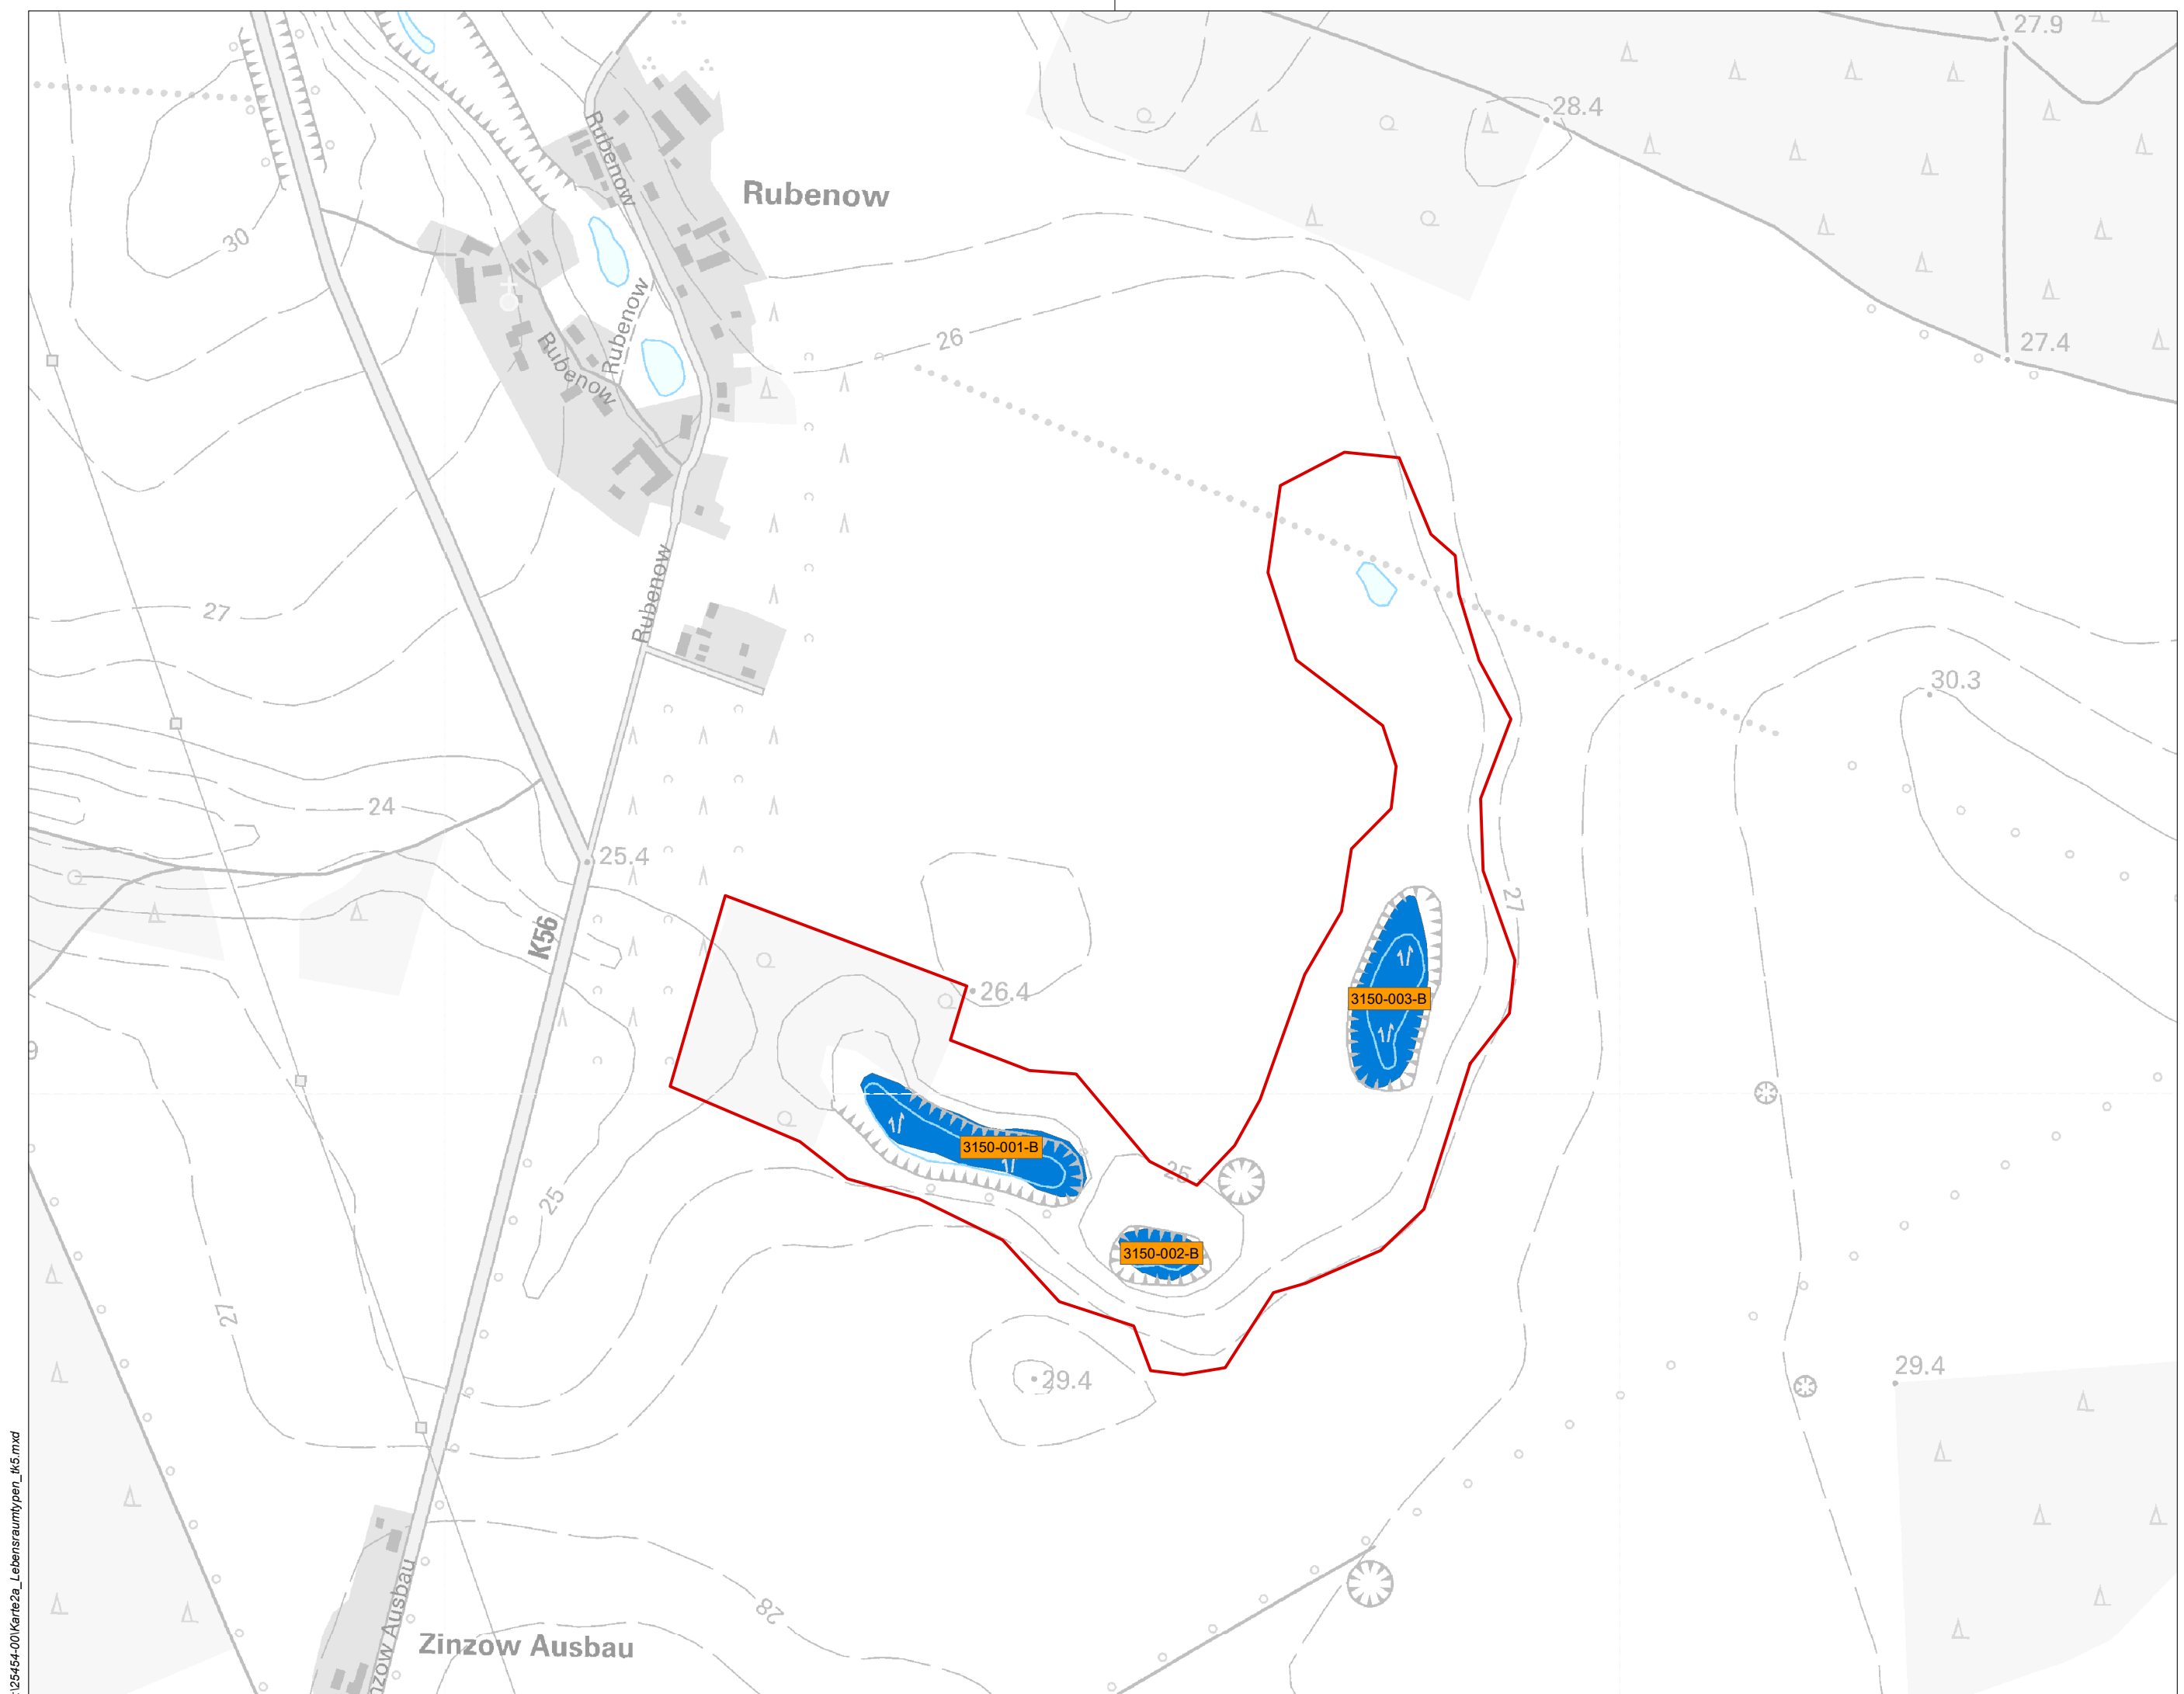 27.9
28.4
Rubenow
Rubenow
30
Rubenow
26
27.4
Rubenow
Rubenow
27
30.3
24
25.4
27
K56
26.4
3150-003-B
9
3150-001-B
25
25
3150-002-B
27
29.4
29.4
28
Zinzow Ausbau
nzow Ausbau
:\25454-00\Karte2a_Lebensraumtypen_tk5.mxd